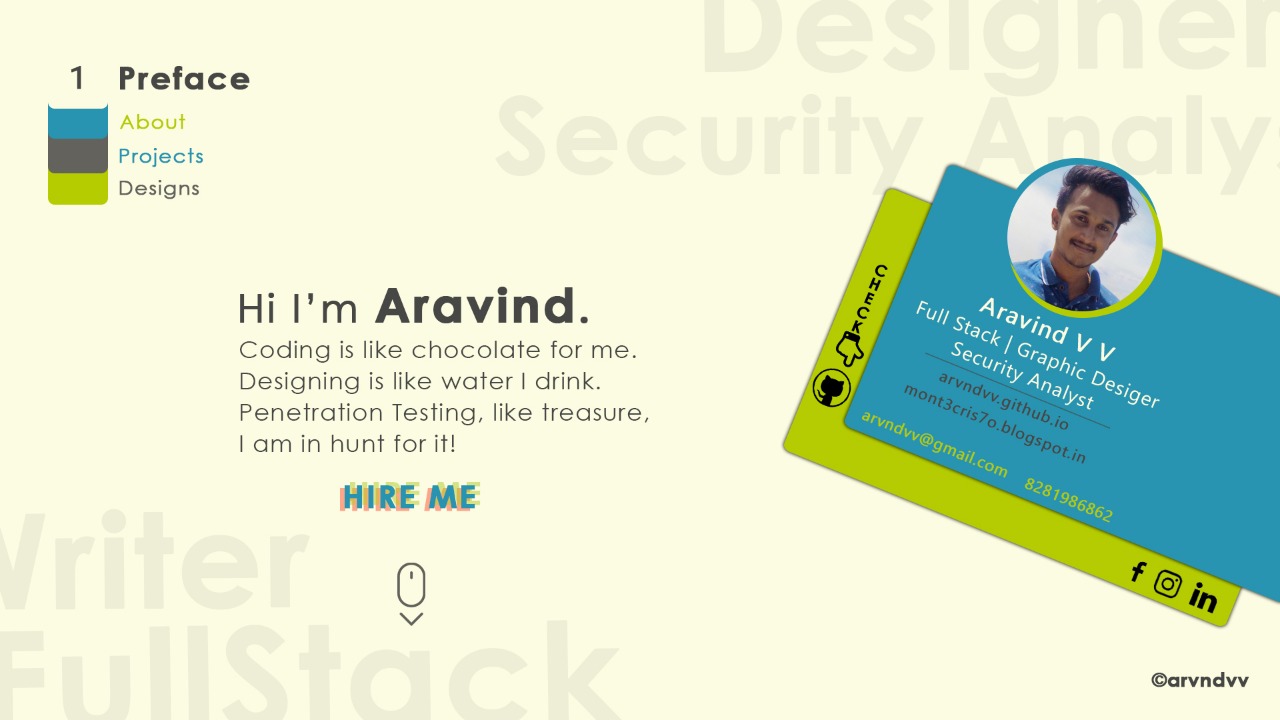 Designer
Security Analys
1 Preface
About
Projects
Designs
Hi I’m Aravind.
Coding is like chocolate for me.
Designing is like water I drink.
Penetration Testing, like treasure,
I am in hunt for it!
HIRE ME
CHECK
Aravind V V
Full Stack | Graphic Desiger
Security Analyst
arvndvv.github.io
mont3cris7o.blogspot.in
arvndvv@gmail.com 8281986862
f in
Writer
FullStack
©arvndvv